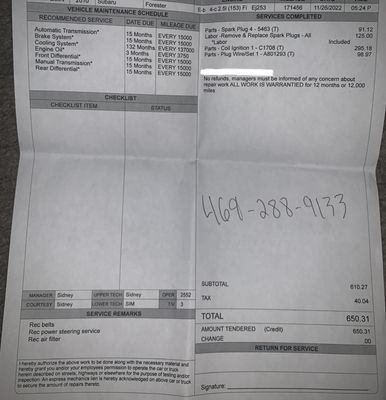 2010 Subaru Forester
4c2.5 (153) Fi EJ253 171456 11/26/2022 05:24 P
VEHICLE MAINTENANCE SCHEDULE
RECOMMENDED SERVICE DATE DUE MILEAGE DUE
Automatic Transmission* 15 Months EVERY 15000
Brake System* 15 Months EVERY 15000
Cooling System* 132 Months EVERY 137000
Engine Oil* 3 Months EVERY 3750
Front Differential* 15 Months EVERY 15000
Manual Transmission* 15 Months EVERY 15000
Rear Differential* 15 Months EVERY 15000
CHECKLIST
CHECKLIST ITEM STATUS
MANAGER Sidney UPPER TECH Sidney OPER 2552
COURTESY Sidney LOWER TECH SIM 3
SERVICE REMARKS
Rec belts
Rec power steering service
Rec air filter
I hereby authorize the above work to be done along with the necessary material and
hereby grant you and/or your employees permission to operate the car or truck
herein described on streets, highways or elsewhere for the purpose of testing and/or
inspection. An express mechanics lien is hereby acknowledged on above car or truck
to secure the amount of repairs thereto.
SERVICES COMPLETED
Parts - Spark Plug 4 - 5463 (T) 91.12
Labor -Remove & Replace Spark Plugs - All 125.00
*Labor* Included
Parts - Coil Ignition 1 - C1708 (T) 295.18
Parts - Plug Wire/Set 1 - A801293 (T) 98.97
No refunds, managers must be informed of any concern about
repair work ALL WORK IS WARRANTIED for 12 months or 12,000
miles
469-288-9133
SUBTOTAL 610.27
TAX 40.04
TOTAL 650.31
AMOUNT TENDERED (Credit) 650.31
CHANGE .00
RETURN FOR SERVICE
Signature: